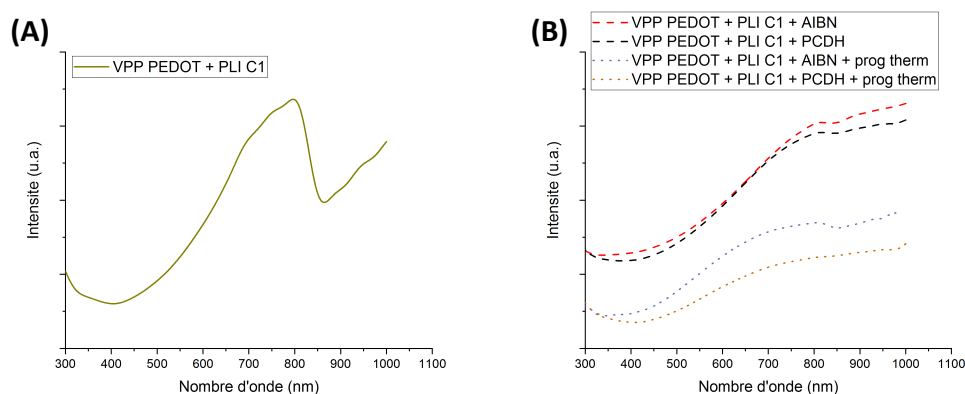 (A)
VPP PEDOT + PLI C1
Intensite (u.a.)
300 400 500 600 700 800 900 1000 1100
Nombre d'onde (nm)
(B)
VPP PEDOT + PLI C1 + AIBN
VPP PEDOT + PLI C1 + PCDH
VPP PEDOT + PLI C1 + AIBN + prog therm
VPP PEDOT + PLI C1 + PCDH + prog therm
Intensite (u.a.)
300 400 500 600 700 800 900 1000 1100
Nombre d'onde (nm)